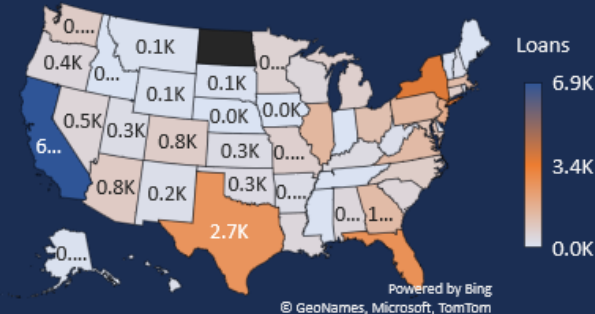 Loans
6.9K
3.4K
0.0K
0....
0.1K
0...
0.4K
0...
0.1K
0.1K
0.0K
0.0K
6...
0.5K
0.3K
0.8K
0.3K
0....
0.8K
0.2K
0.3K
0....
2.7K
0...
1...
0....
Powered by Bing
© GeoNames, Microsoft, TomTom